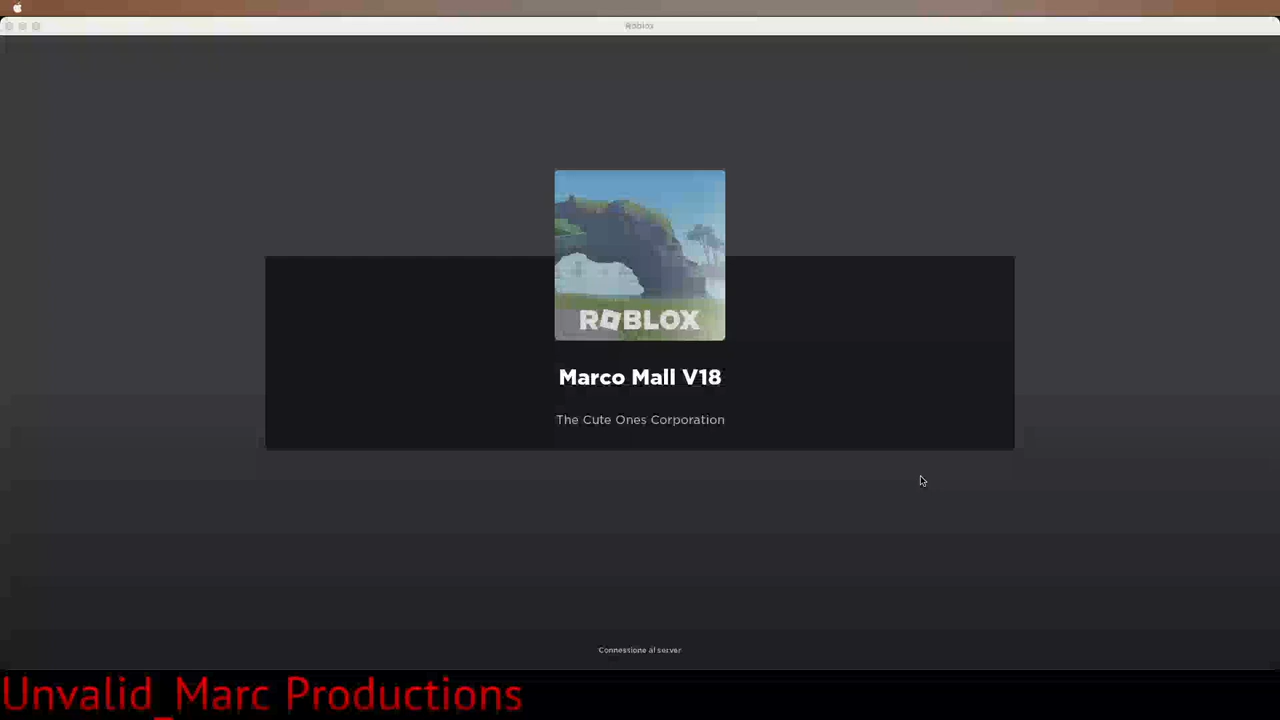 Roblox
ROBLOX
Marco Mall V18
The Cute Ones Corporation
Connessione al server
Unvalid_Marc Productions